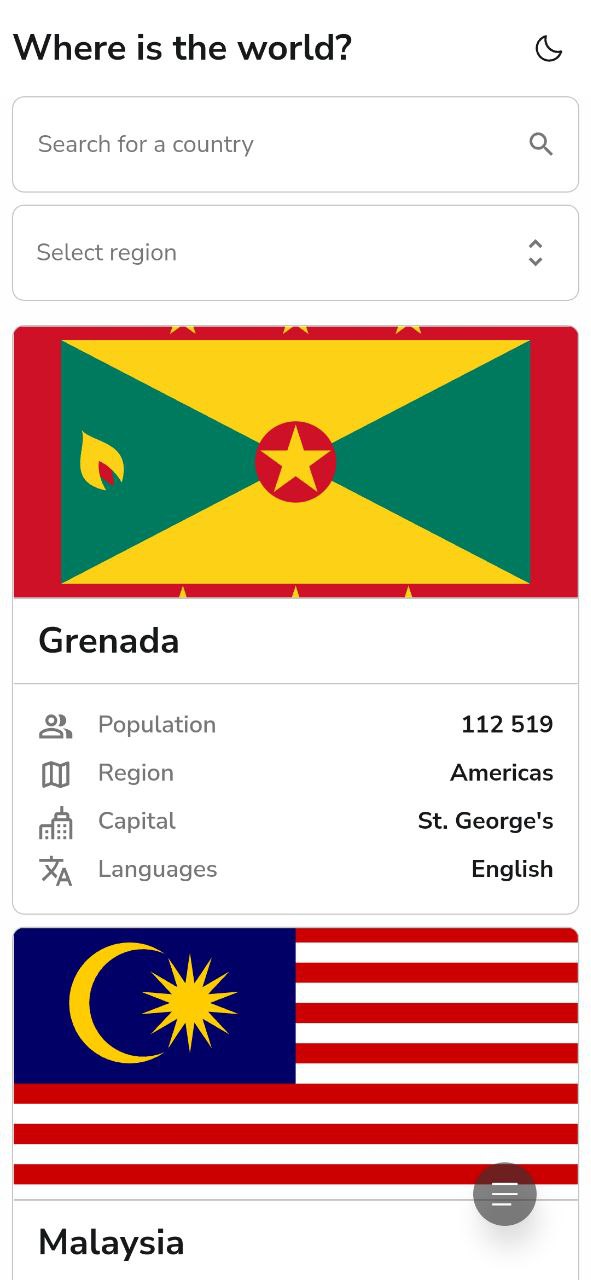 Where is the world?
Search for a country
Select region
Grenada
Population 112 519
Region Americas
Capital St. George's
Languages English
Malaysia